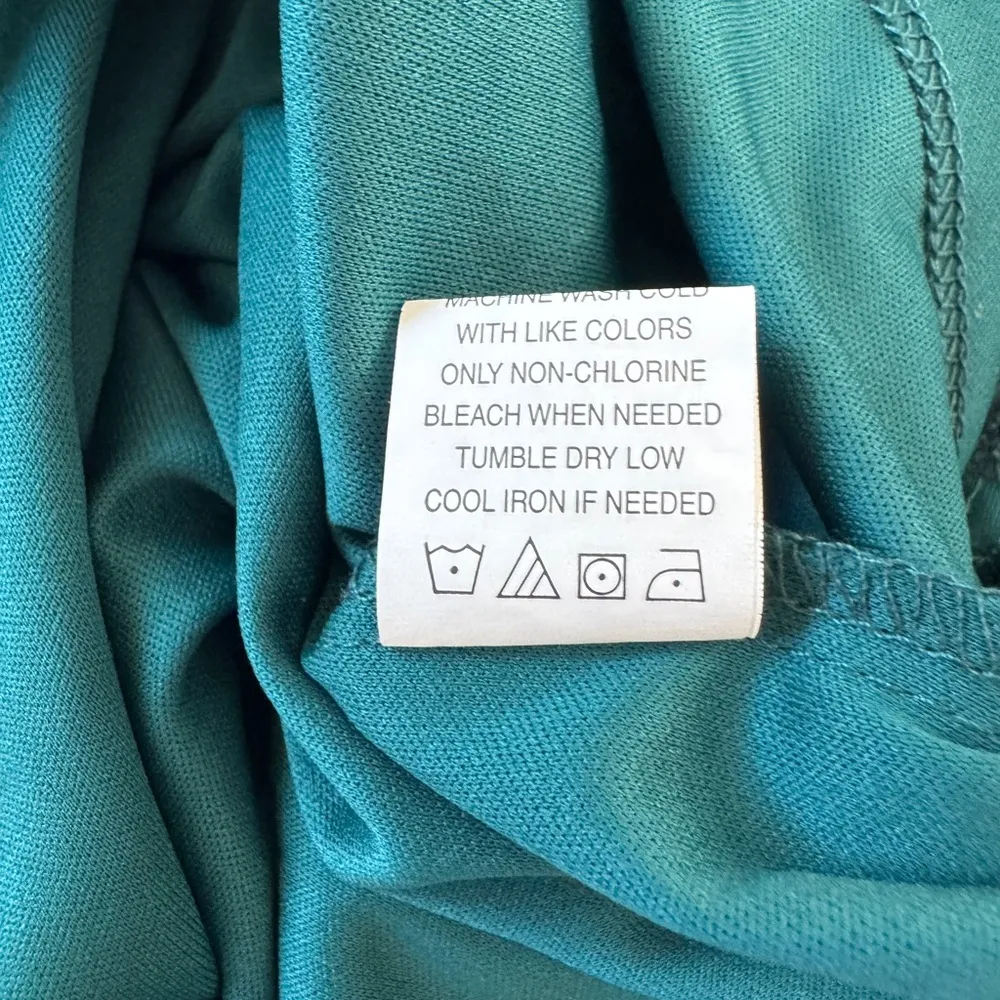 MACHINE WASH COLD
WITH LIKE COLORS
ONLY NON-CHLORINE
BLEACH WHEN NEEDED
TUMBLE DRY LOW
COOL IRON IF NEEDED